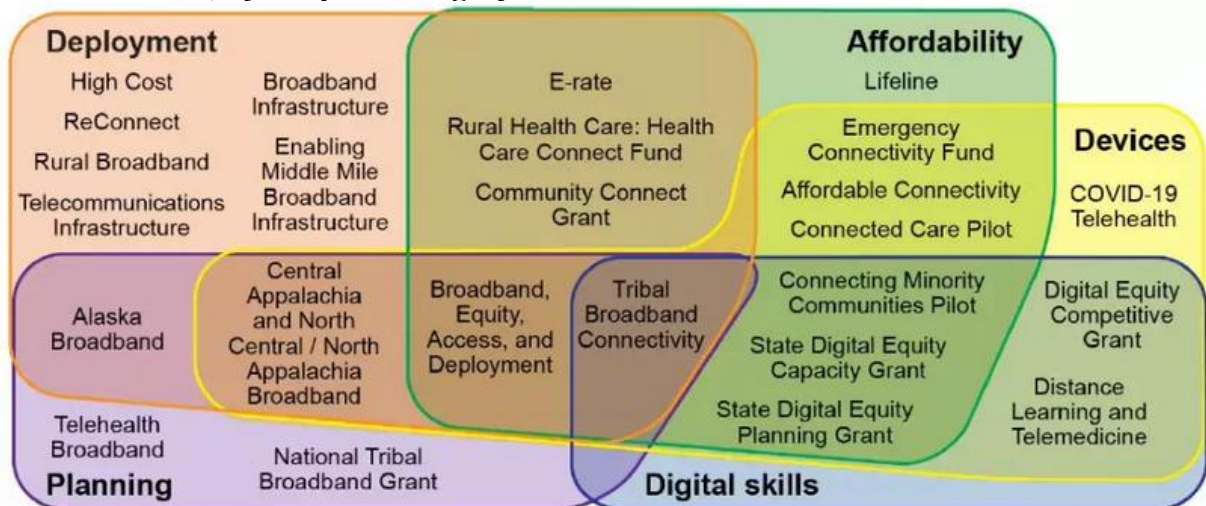 Deployment
High Cost
ReConnect
Rural Broadband
Telecommunications
Infrastructure
Broadband
Infrastructure
Enabling
Middle Mile
Broadband
Infrastructure
E-rate
Rural Health Care: Health
Care Connect Fund
Community Connect
Grant
Affordability
Lifeline
Emergency
Connectivity Fund
Affordable Connectivity
Connected Care Pilot
Devices
COVID-19
Telehealth
Alaska
Broadband
Central
Appalachia
and North
Central / North
Appalachia
Broadband
Broadband,
Equity,
Access, and
Deployment
Tribal
Broadband
Connectivity
Connecting Minority
Communities Pilot
State Digital Equity
Capacity Grant
State Digital Equity
Planning Grant
Digital Equity
Competitive
Grant
Distance
Learning and
Telemedicine
Telehealth
Broadband
National Tribal
Broadband Grant
Planning
Digital skills